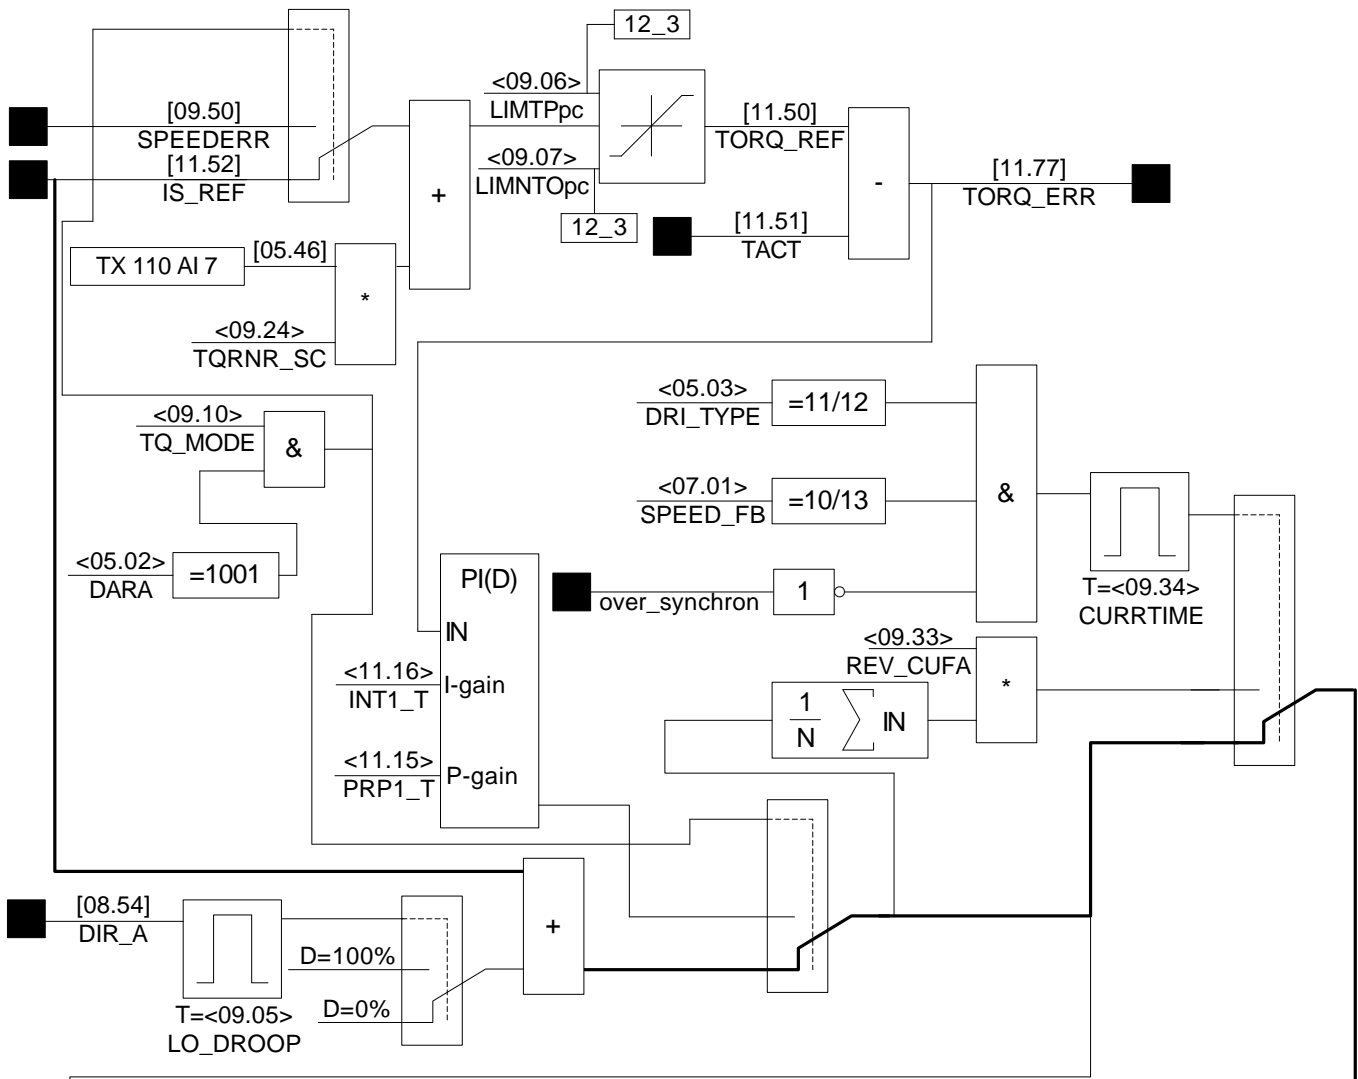 12_3
<09.06>
LIMTPpc
[09.50]
SPEEDERR
[11.50]
TORQ_REF
[11.52]
IS_REF
<09.07>
LIMNTOpc
[11.77]
TORQ_ERR
+
-
12_3
[11.51]
TACT
TX 110 AI 7
[05.46]
*
<09.24>
TQRNR_SC
<05.03>
DRI_TYPE
=11/12
<09.10>
TQ_MODE
&
<07.01>
SPEED_FB
=10/13
&
<05.02>
DARA
=1001
PI(D)
over_synchron
1
T=<09.34>
CURRTIME
IN
<09.33>
REV_CUFA
*
<11.16>
INT1_T
I-gain
1
N
IN
<11.15>
PRP1_T
P-gain
[08.54]
DIR_A
+
D=100%
D=0%
T=<09.05>
LO_DROOP